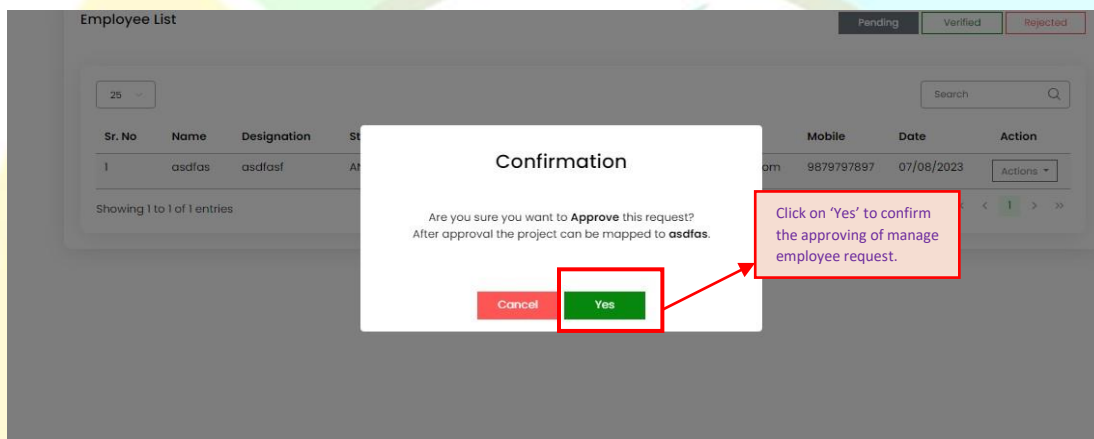 Employee List
Pending Verified Rejected
25 Search
Sr. No Name Designation St Mobile Date Action
1 asdfas asdfasf AN om 9879797897 07/08/2023 Actions
Showing 1 to 1 of 1 entries < 1 > »
Confirmation
Are you sure you want to Approve this request?
After approval the project can be mapped to asdfas.
Cancel Yes
Click on ‘Yes’ to confirm
the approving of manage
employee request.